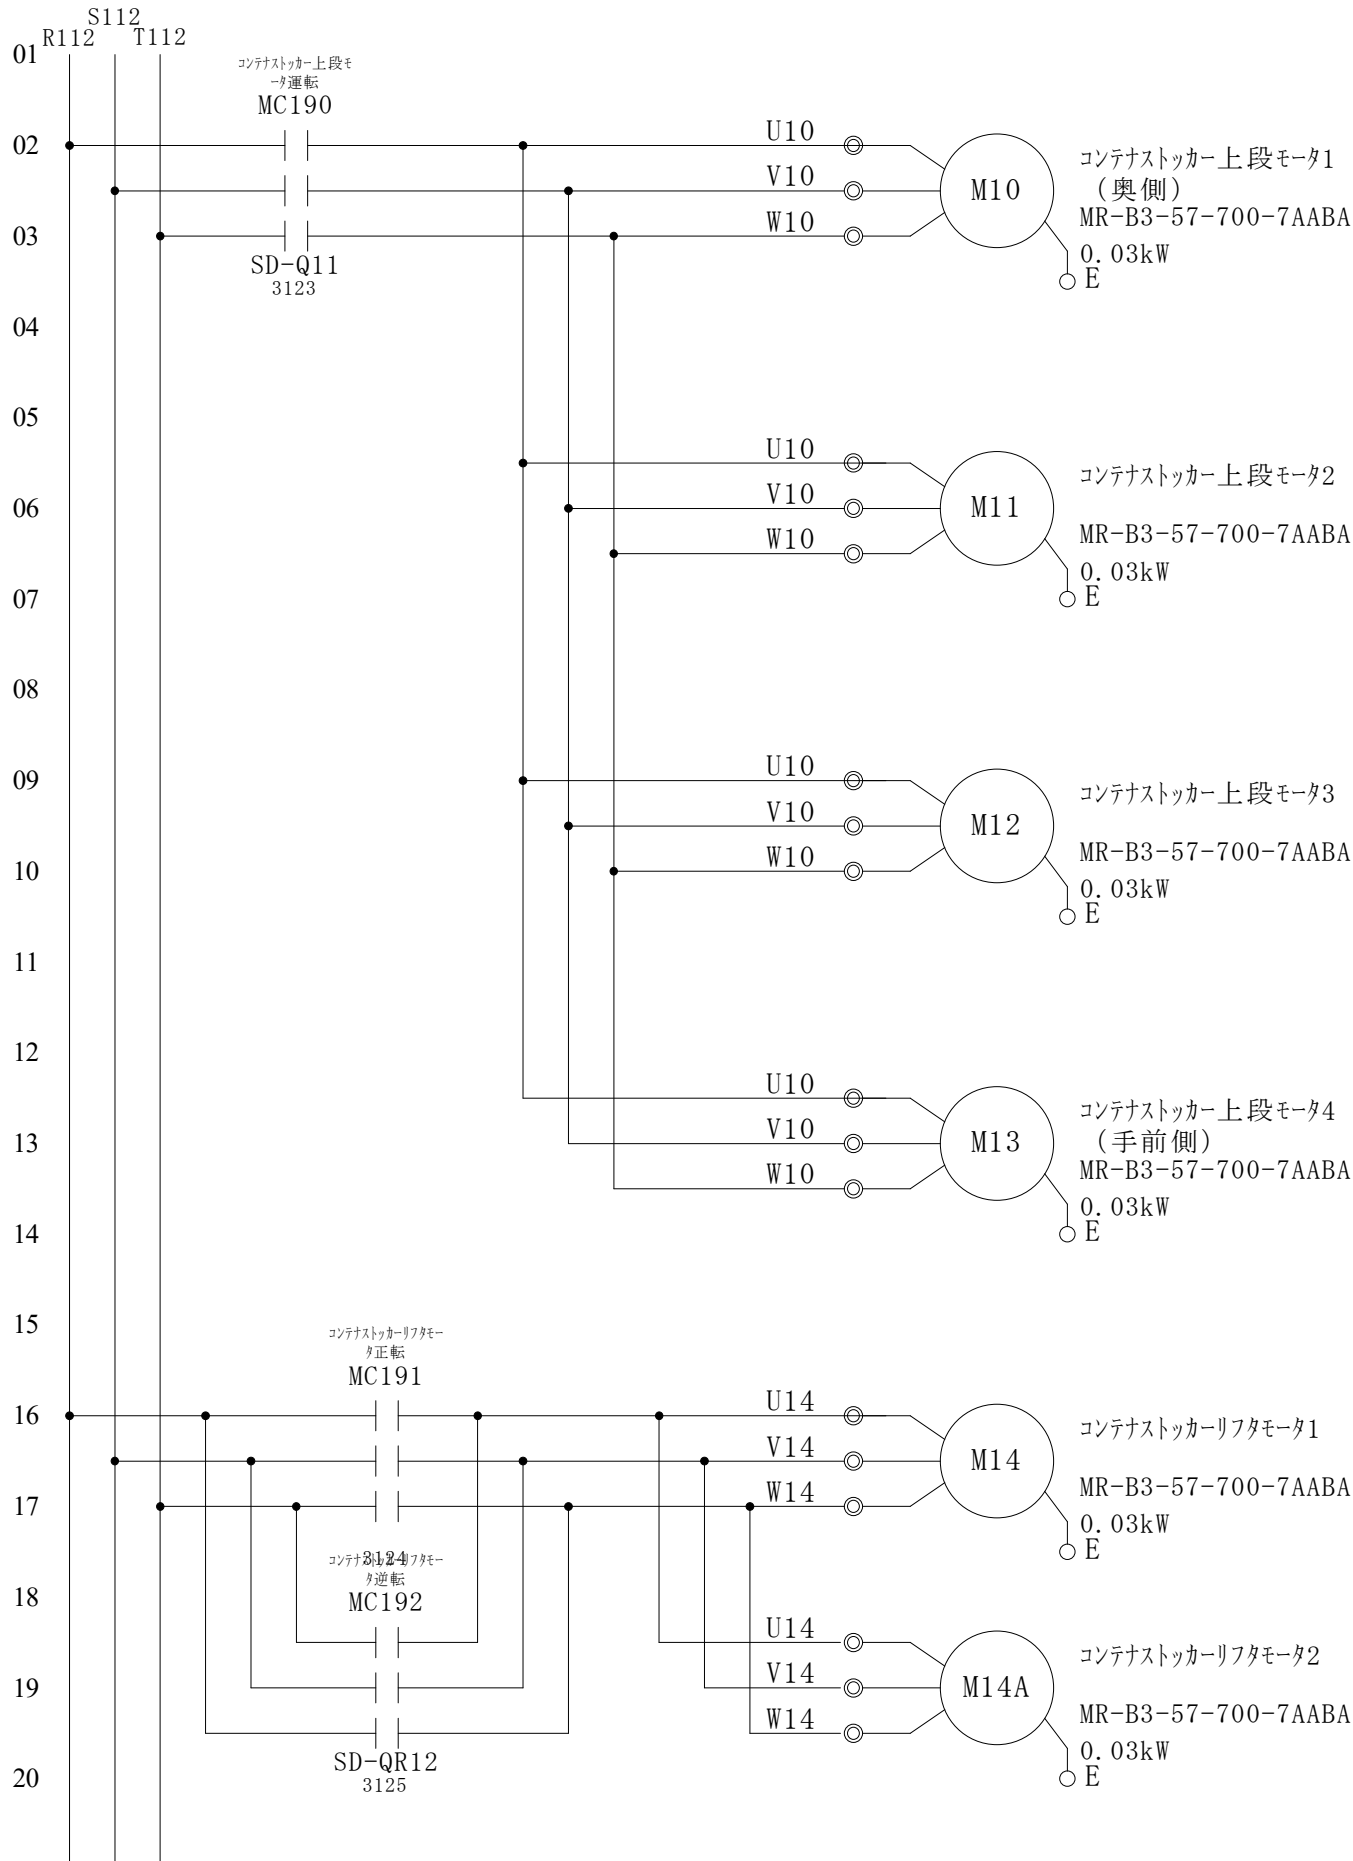 S112
R112 T112
01
コンテナストッカー上段モ
ータ運転
MC190
02
U10
V10
W10
M10
コンテナストッカー上段モータ1
（奥側）
MR-B3-57-700-7AABA
0.03kW
E
03
SD-Q11
3123
04
05
U10
V10
W10
M11
コンテナストッカー上段モータ2
MR-B3-57-700-7AABA
0.03kW
E
06
07
08
09
U10
V10
W10
M12
コンテナストッカー上段モータ3
MR-B3-57-700-7AABA
0.03kW
E
10
11
12
U10
V10
W10
M13
コンテナストッカー上段モータ4
（手前側）
MR-B3-57-700-7AABA
0.03kW
E
13
14
15
コンテナストッカーリフタモー
タ正転
MC191
16
U14
V14
W14
M14
コンテナストッカーリフタモータ1
MR-B3-57-700-7AABA
0.03kW
E
17
3124
コンテナストッカーリフタモー
タ逆転
MC192
18
U14
V14
W14
M14A
コンテナストッカーリフタモータ2
MR-B3-57-700-7AABA
0.03kW
E
19
SD-QR12
3125
20